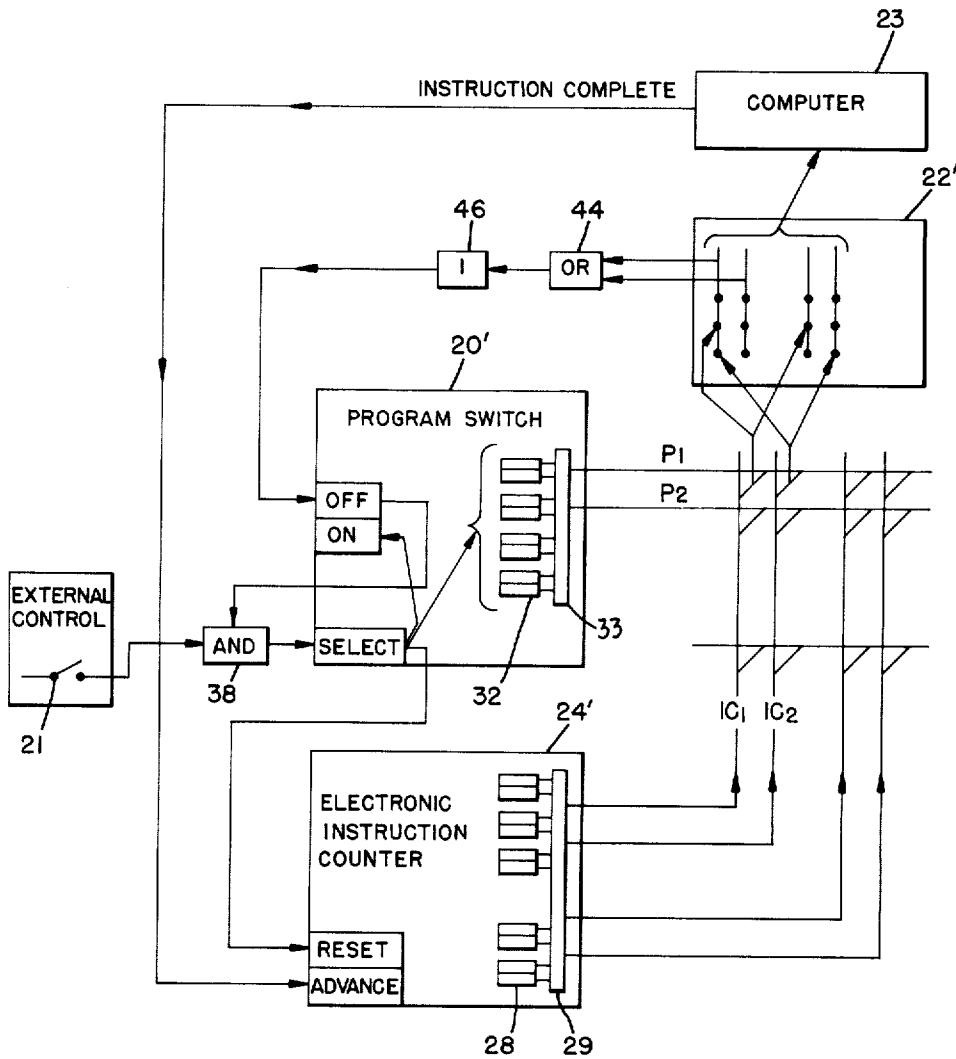 23
INSTRUCTION COMPLETE
COMPUTER
22'
46
44
I
OR
20'
PROGRAM SWITCH
P1
P2
OFF
ON
EXTERNAL
CONTROL
AND
SELECT
33
38
32
21
IC1
IC2
24'
ELECTRONIC
INSTRUCTION
COUNTER
RESET
ADVANCE
28
29